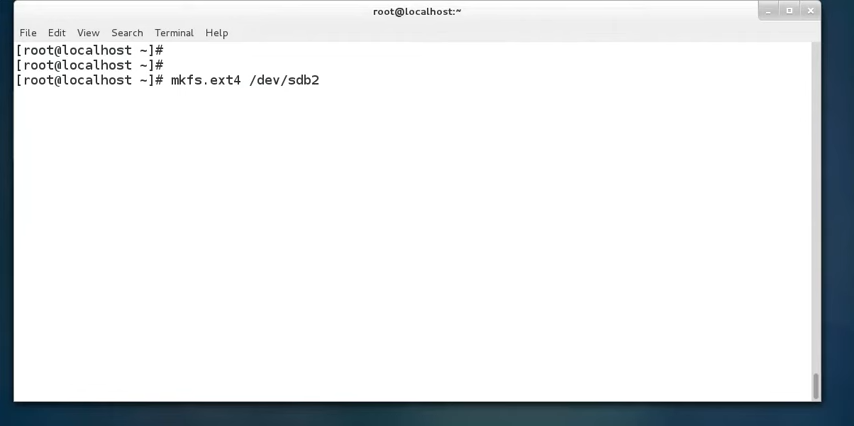 root@localhost:~
File Edit View Search Terminal Help
[root@localhost ~]#
[root@localhost ~]#
[root@localhost ~]# mkfs.ext4 /dev/sdb2